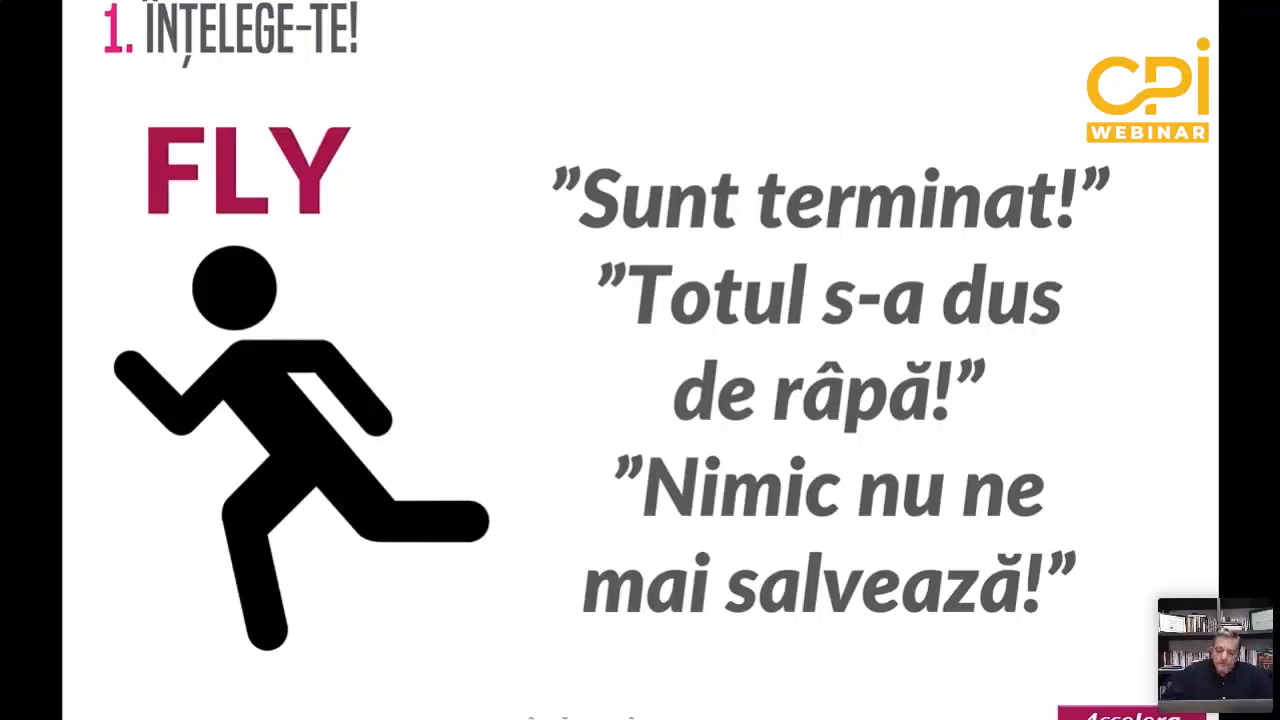 1. ÎNȚELEGE-TE!
CPI
WEBINAR
FLY
”Sunt terminat!”
”Totul s-a dus
de râpă!”
”Nimic nu ne
mai salvează!”